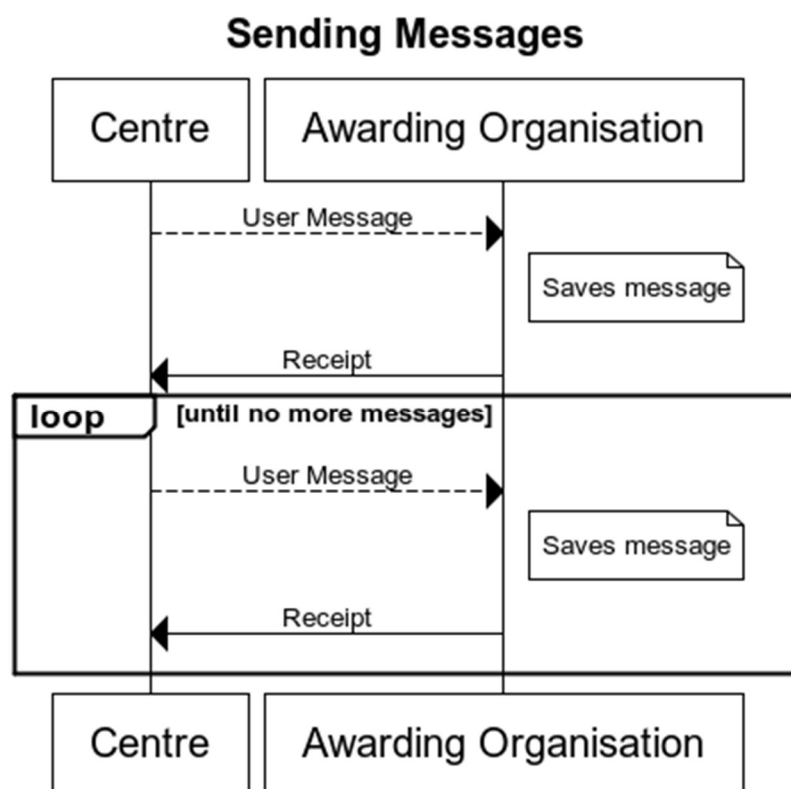 Sending Messages
Centre
Awarding Organisation
User Message
Saves message
Receipt
loop
[until no more messages]
User Message
Saves message
Receipt
Centre
Awarding Organisation